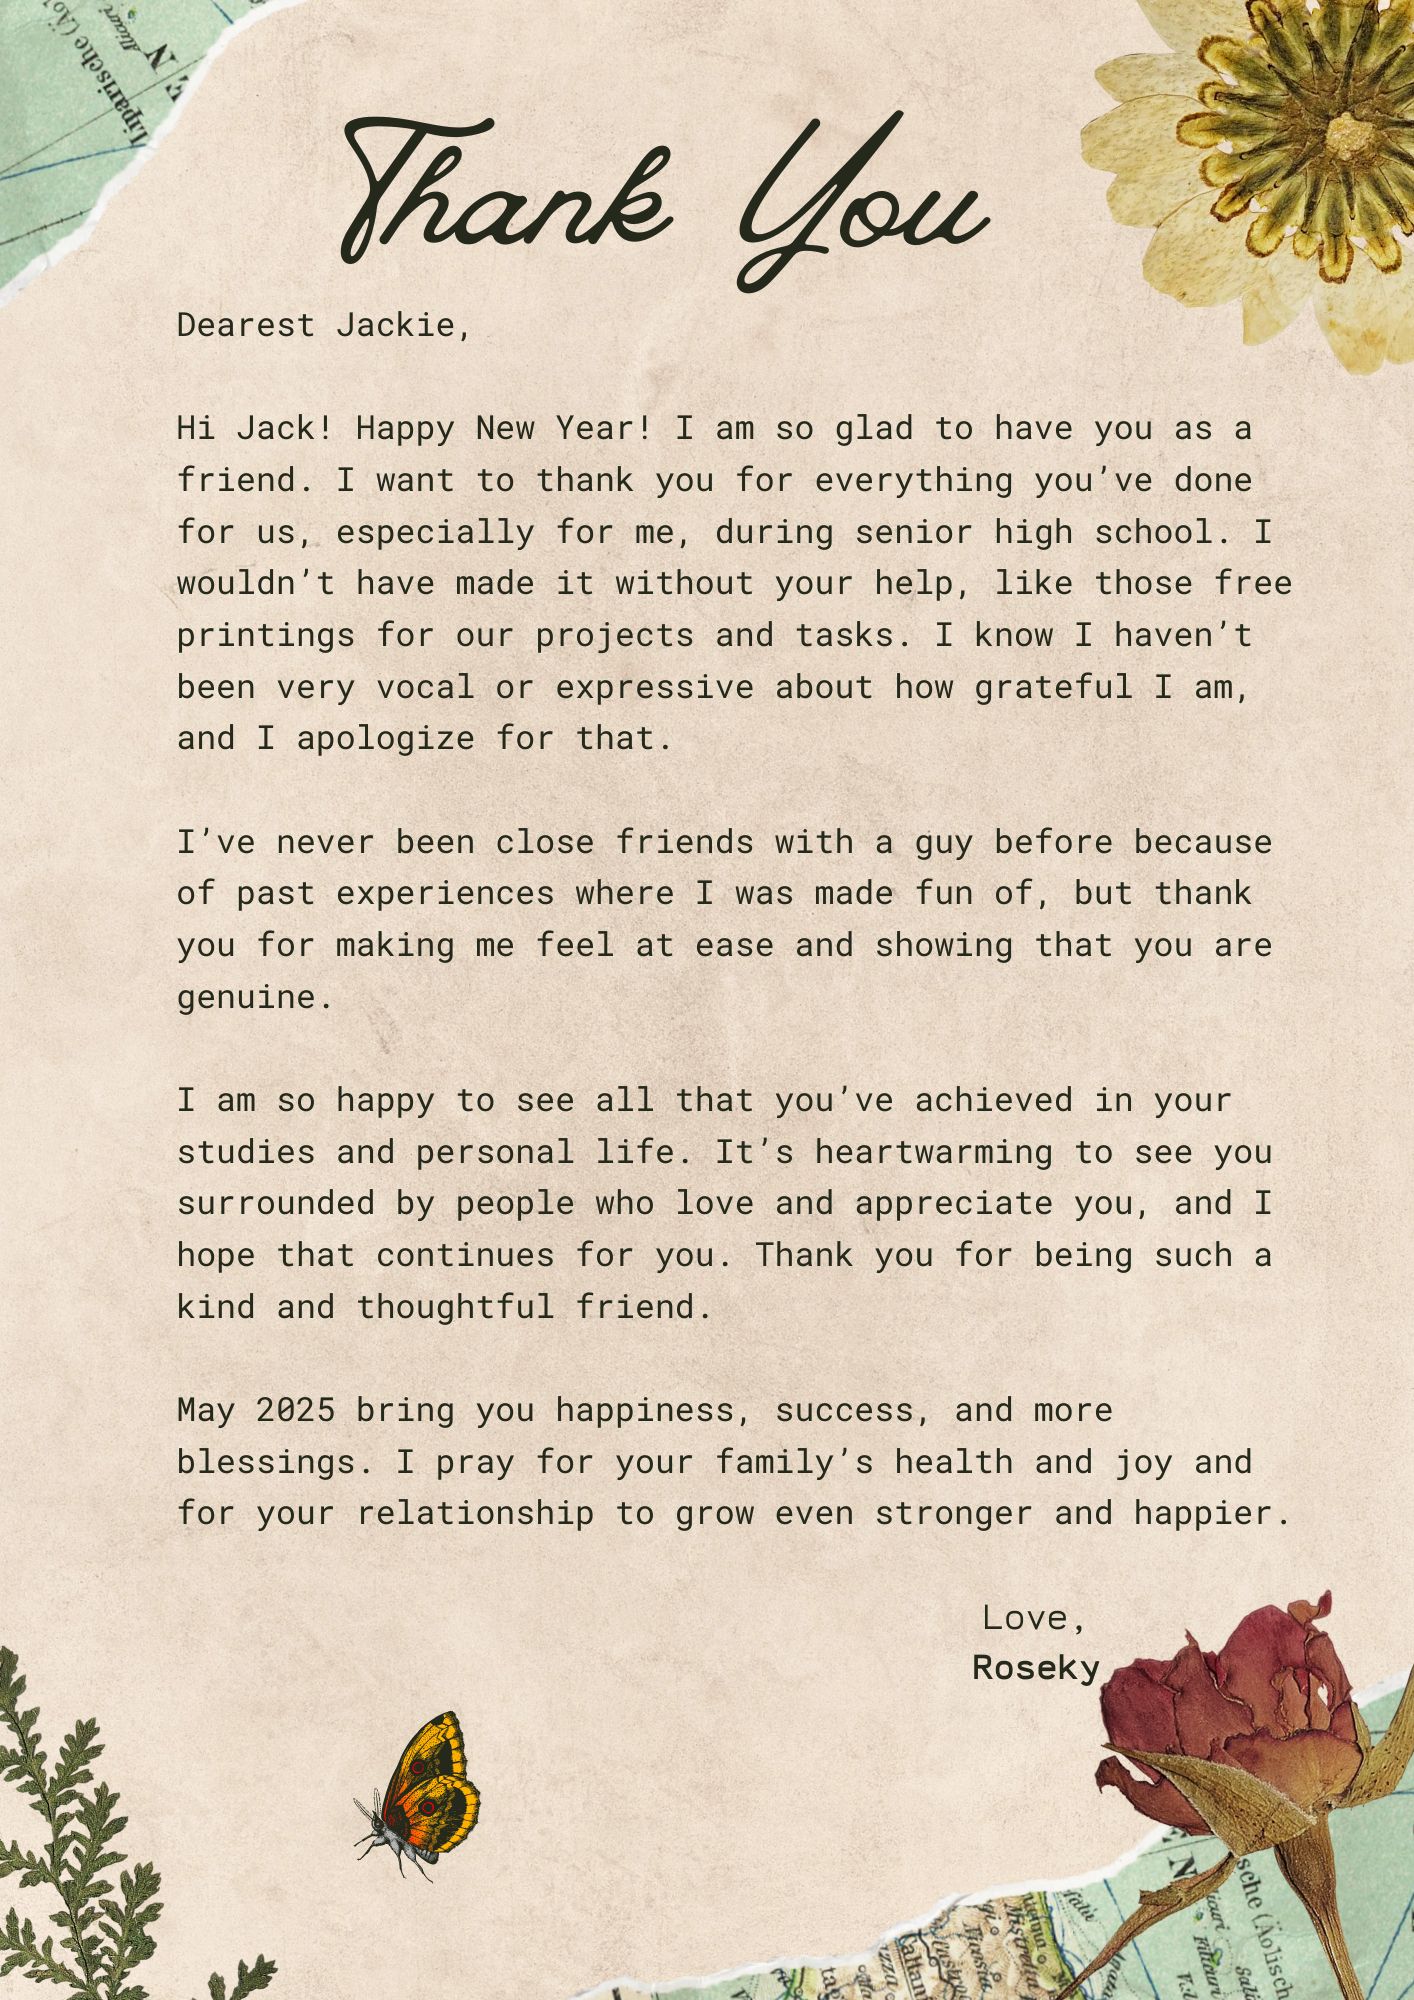 Liparische (Äol
Alicuri
E N
Thank You
Dearest Jackie,
Hi Jack! Happy New Year! I am so glad to have you as a
friend. I want to thank you for everything you’ve done
for us, especially for me, during senior high school. I
wouldn’t have made it without your help, like those free
printings for our projects and tasks. I know I haven’t
been very vocal or expressive about how grateful I am,
and I apologize for that.
I’ve never been close friends with a guy before because
of past experiences where I was made fun of, but thank
you for making me feel at ease and showing that you are
genuine.
I am so happy to see all that you’ve achieved in your
studies and personal life. It’s heartwarming to see you
surrounded by people who love and appreciate you, and I
hope that continues for you. Thank you for being such a
kind and thoughtful friend.
May 2025 bring you happiness, success, and more
blessings. I pray for your family’s health and joy and
for your relationship to grow even stronger and happier.
Love,
Roseky
N
sche (Äolisch